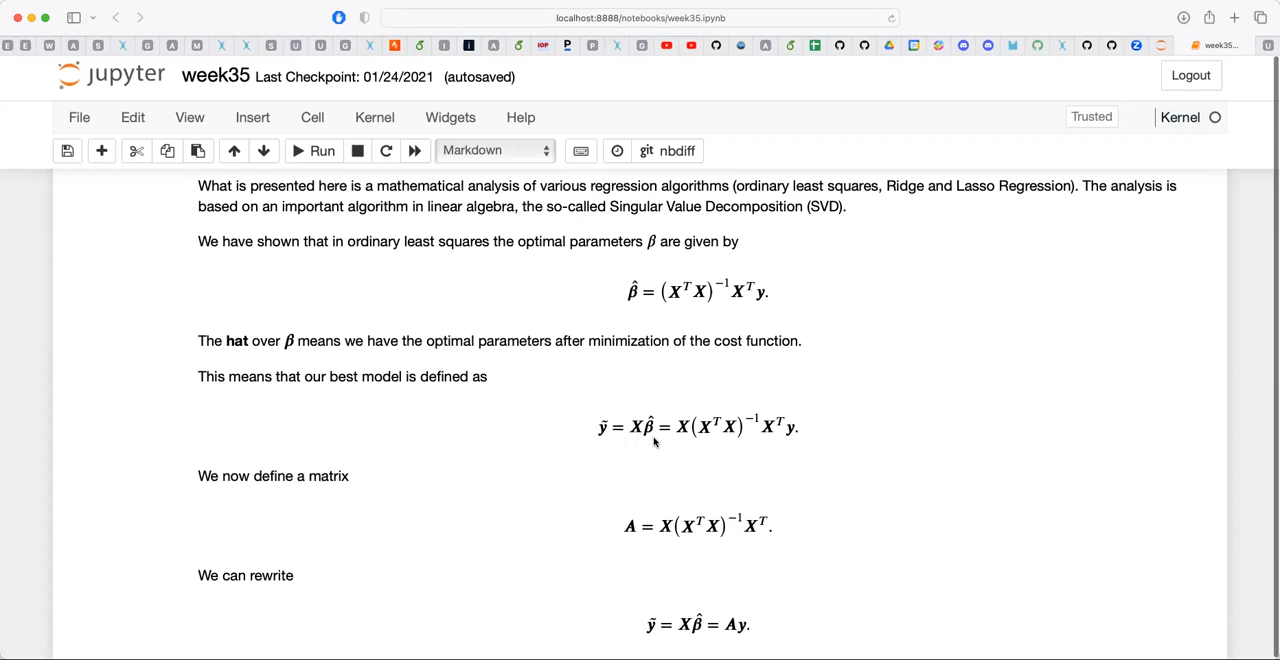 localhost:8888/notebooks/week35.ipynb
E E W A S X G A M X X S U U G X A I i A IOP P P X G A X Z week35... U
jupyter week35 Last Checkpoint: 01/24/2021 (autosaved) Logout
File Edit View Insert Cell Kernel Widgets Help Trusted Kernel
Run Markdown git nbdiff
What is presented here is a mathematical analysis of various regression algorithms (ordinary least squares, Ridge and Lasso Regression). The analysis is
based on an important algorithm in linear algebra, the so-called Singular Value Decomposition (SVD).
We have shown that in ordinary least squares the optimal parameters β are given by
β̂ = (XᵀX)⁻¹Xᵀy.
The hat over β means we have the optimal parameters after minimization of the cost function.
This means that our best model is defined as
ỹ = Xβ̂ = X(XᵀX)⁻¹Xᵀy.
We now define a matrix
A = X(XᵀX)⁻¹Xᵀ.
We can rewrite
ỹ = Xβ̂ = Ay.